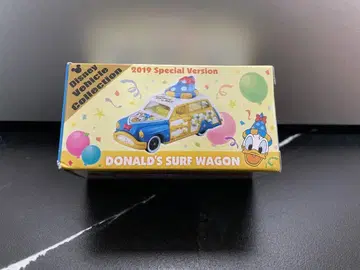 Disney
Vehicle
Collection
2019 Special Version
DONALD'S SURF WAGON